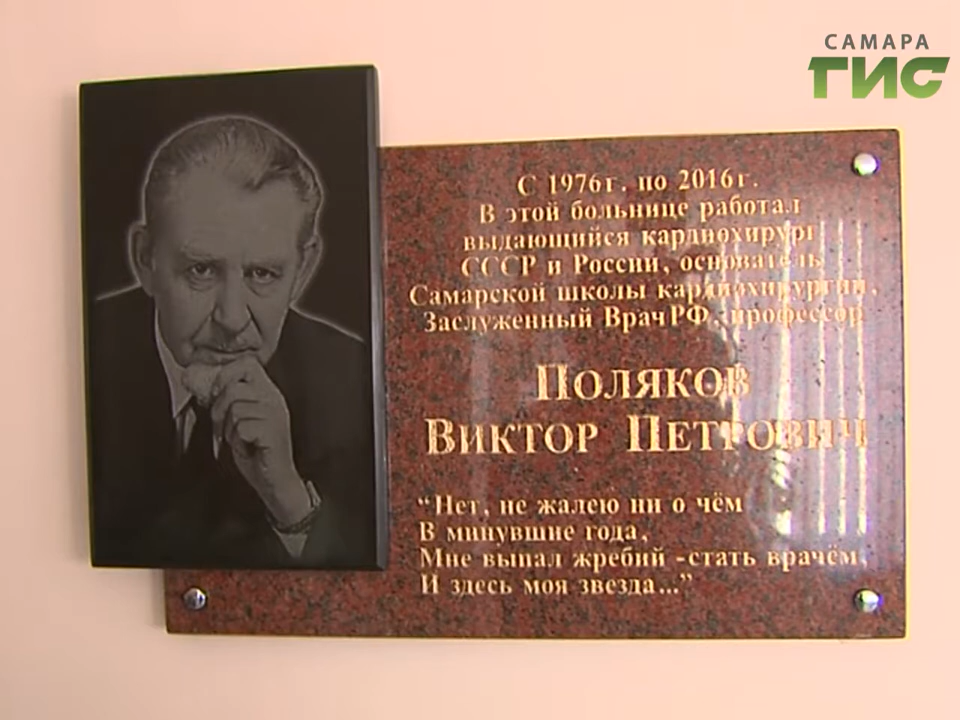 САМАРА
ГИС
С 1976г. по 2016г.
В этой больнице работал
выдающийся кардиохирург
СССР и России, основатель
Самарской школы кардиохирургии,
Заслуженный Врач РФ, профессор
ПОЛЯКОВ
ВИКТОР ПЕТРОВИЧ
“Нет, не жалею ни о чём
В минувшие года,
Мне выпал жребий -стать врачём,
И здесь моя звезда...”